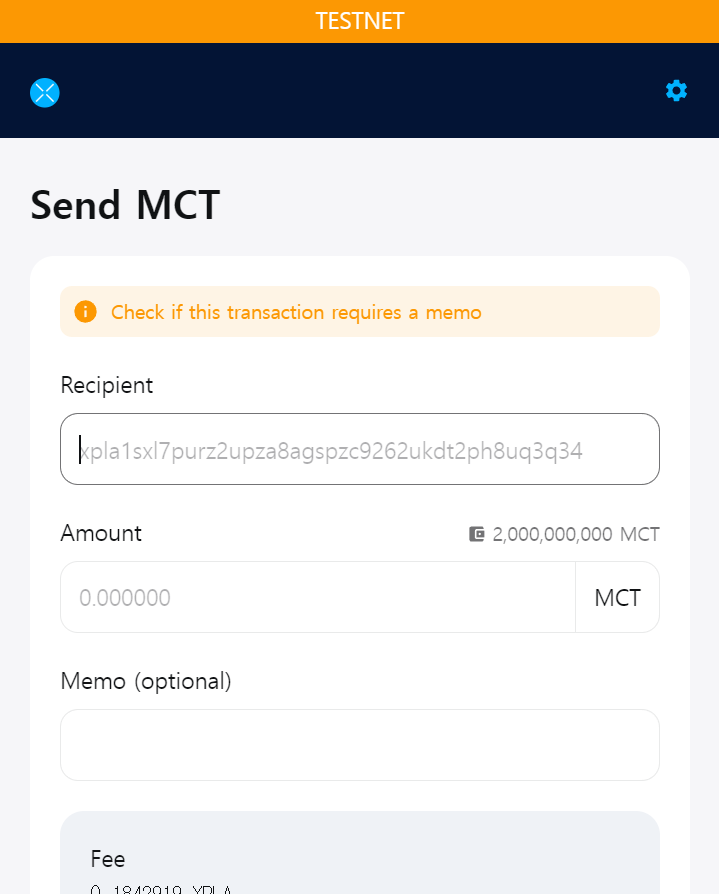 TESTNET
Send MCT
Check if this transaction requires a memo
Recipient
xpla1sxl7purz2upza8agspzc9262ukdt2ph8uq3q34
Amount
2,000,000,000 MCT
0.000000
MCT
Memo (optional)
Fee
0.1842919 XPLA